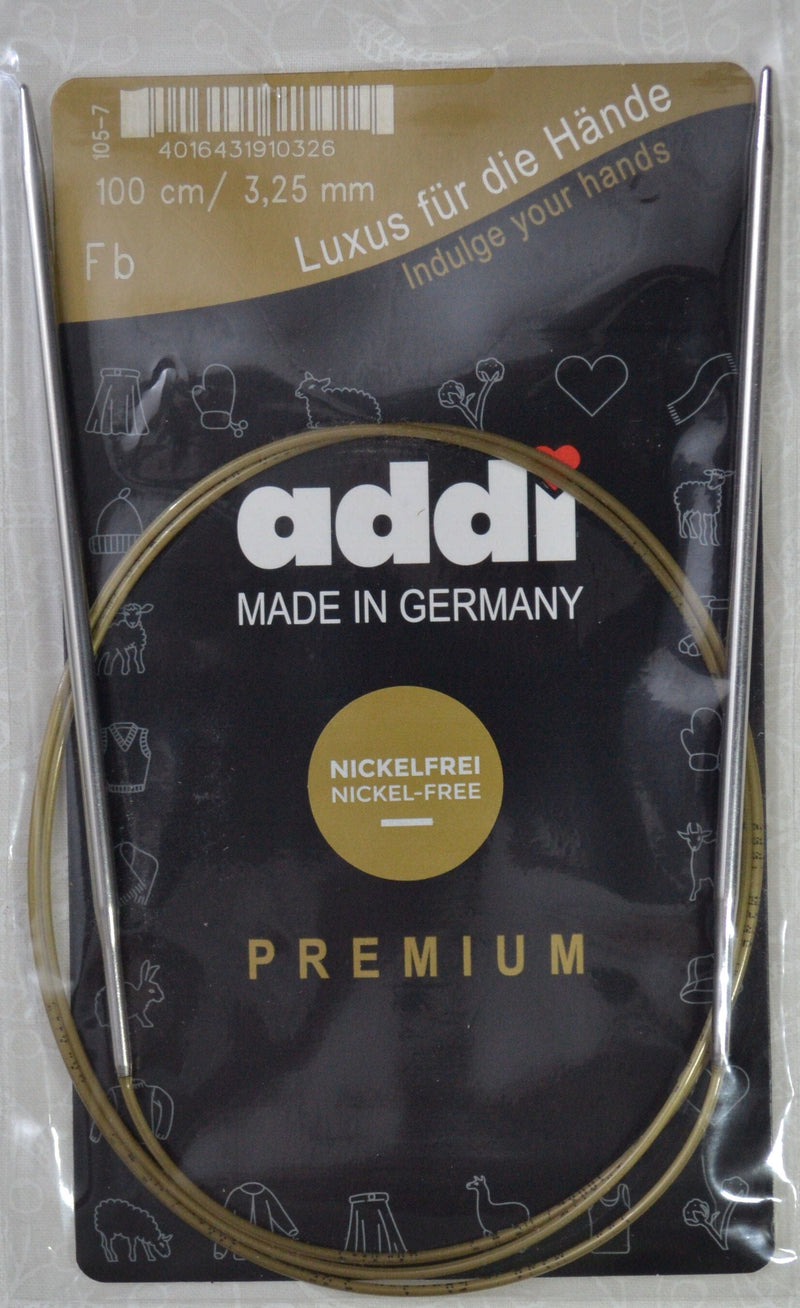 105-7
4016431910326
100 cm/ 3,25 mm
Fb
Luxus für die Hände
Indulge your hands
addi
MADE IN GERMANY
NICKELFREI
NICKEL-FREE
PREMIUM